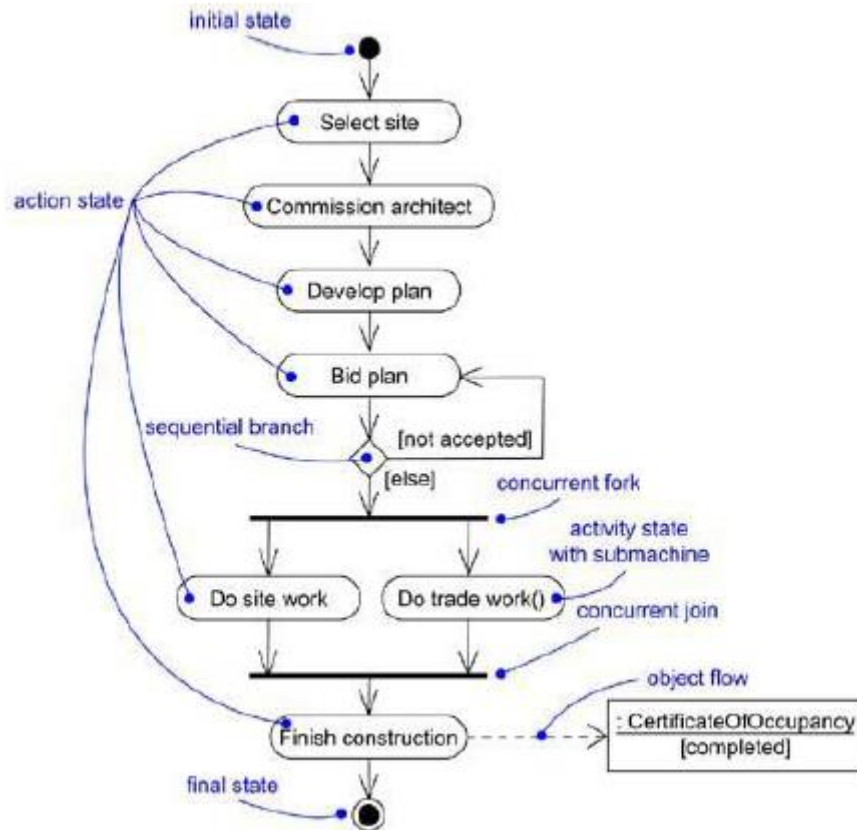 initial state
Select site
action state
Commission architect
Develop plan
Bid plan
sequential branch
[not accepted]
[else]
concurrent fork
activity state
with submachine
Do site work
Do trade work()
concurrent join
object flow
: CertificateOfOccupancy
[completed]
Finish construction
final state